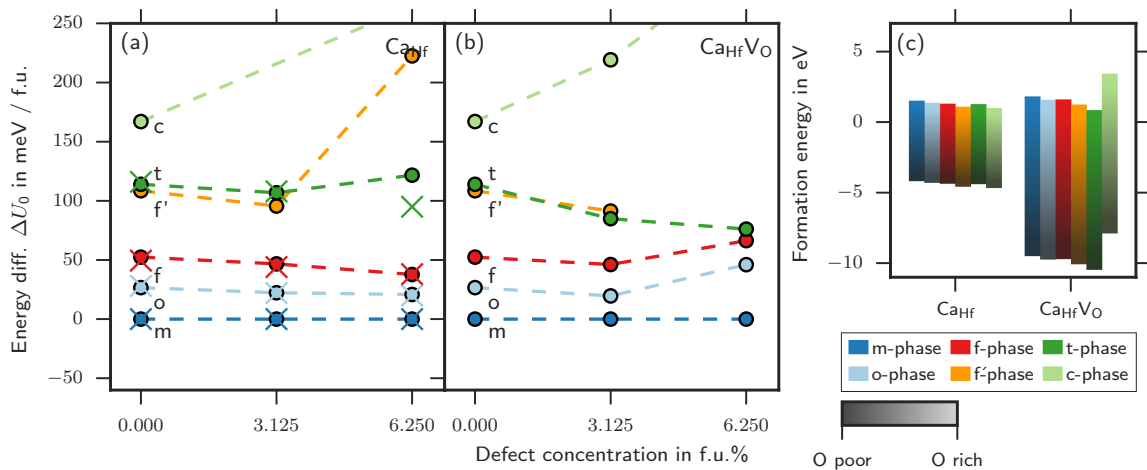 (a)
Ca_Hf
(b)
Ca_HfV_O
(c)
Energy diff. ΔU_0 in meV / f.u.
250
200
150
100
50
0
−50
c
t
f'
f
o
m
c
t
f'
f
o
m
0.000
3.125
6.250
0.000
3.125
6.250
Defect concentration in f.u.%
Formation energy in eV
5
0
−5
−10
Ca_Hf
Ca_HfV_O
m-phase
f-phase
t-phase
o-phase
f′-phase
c-phase
O poor
O rich